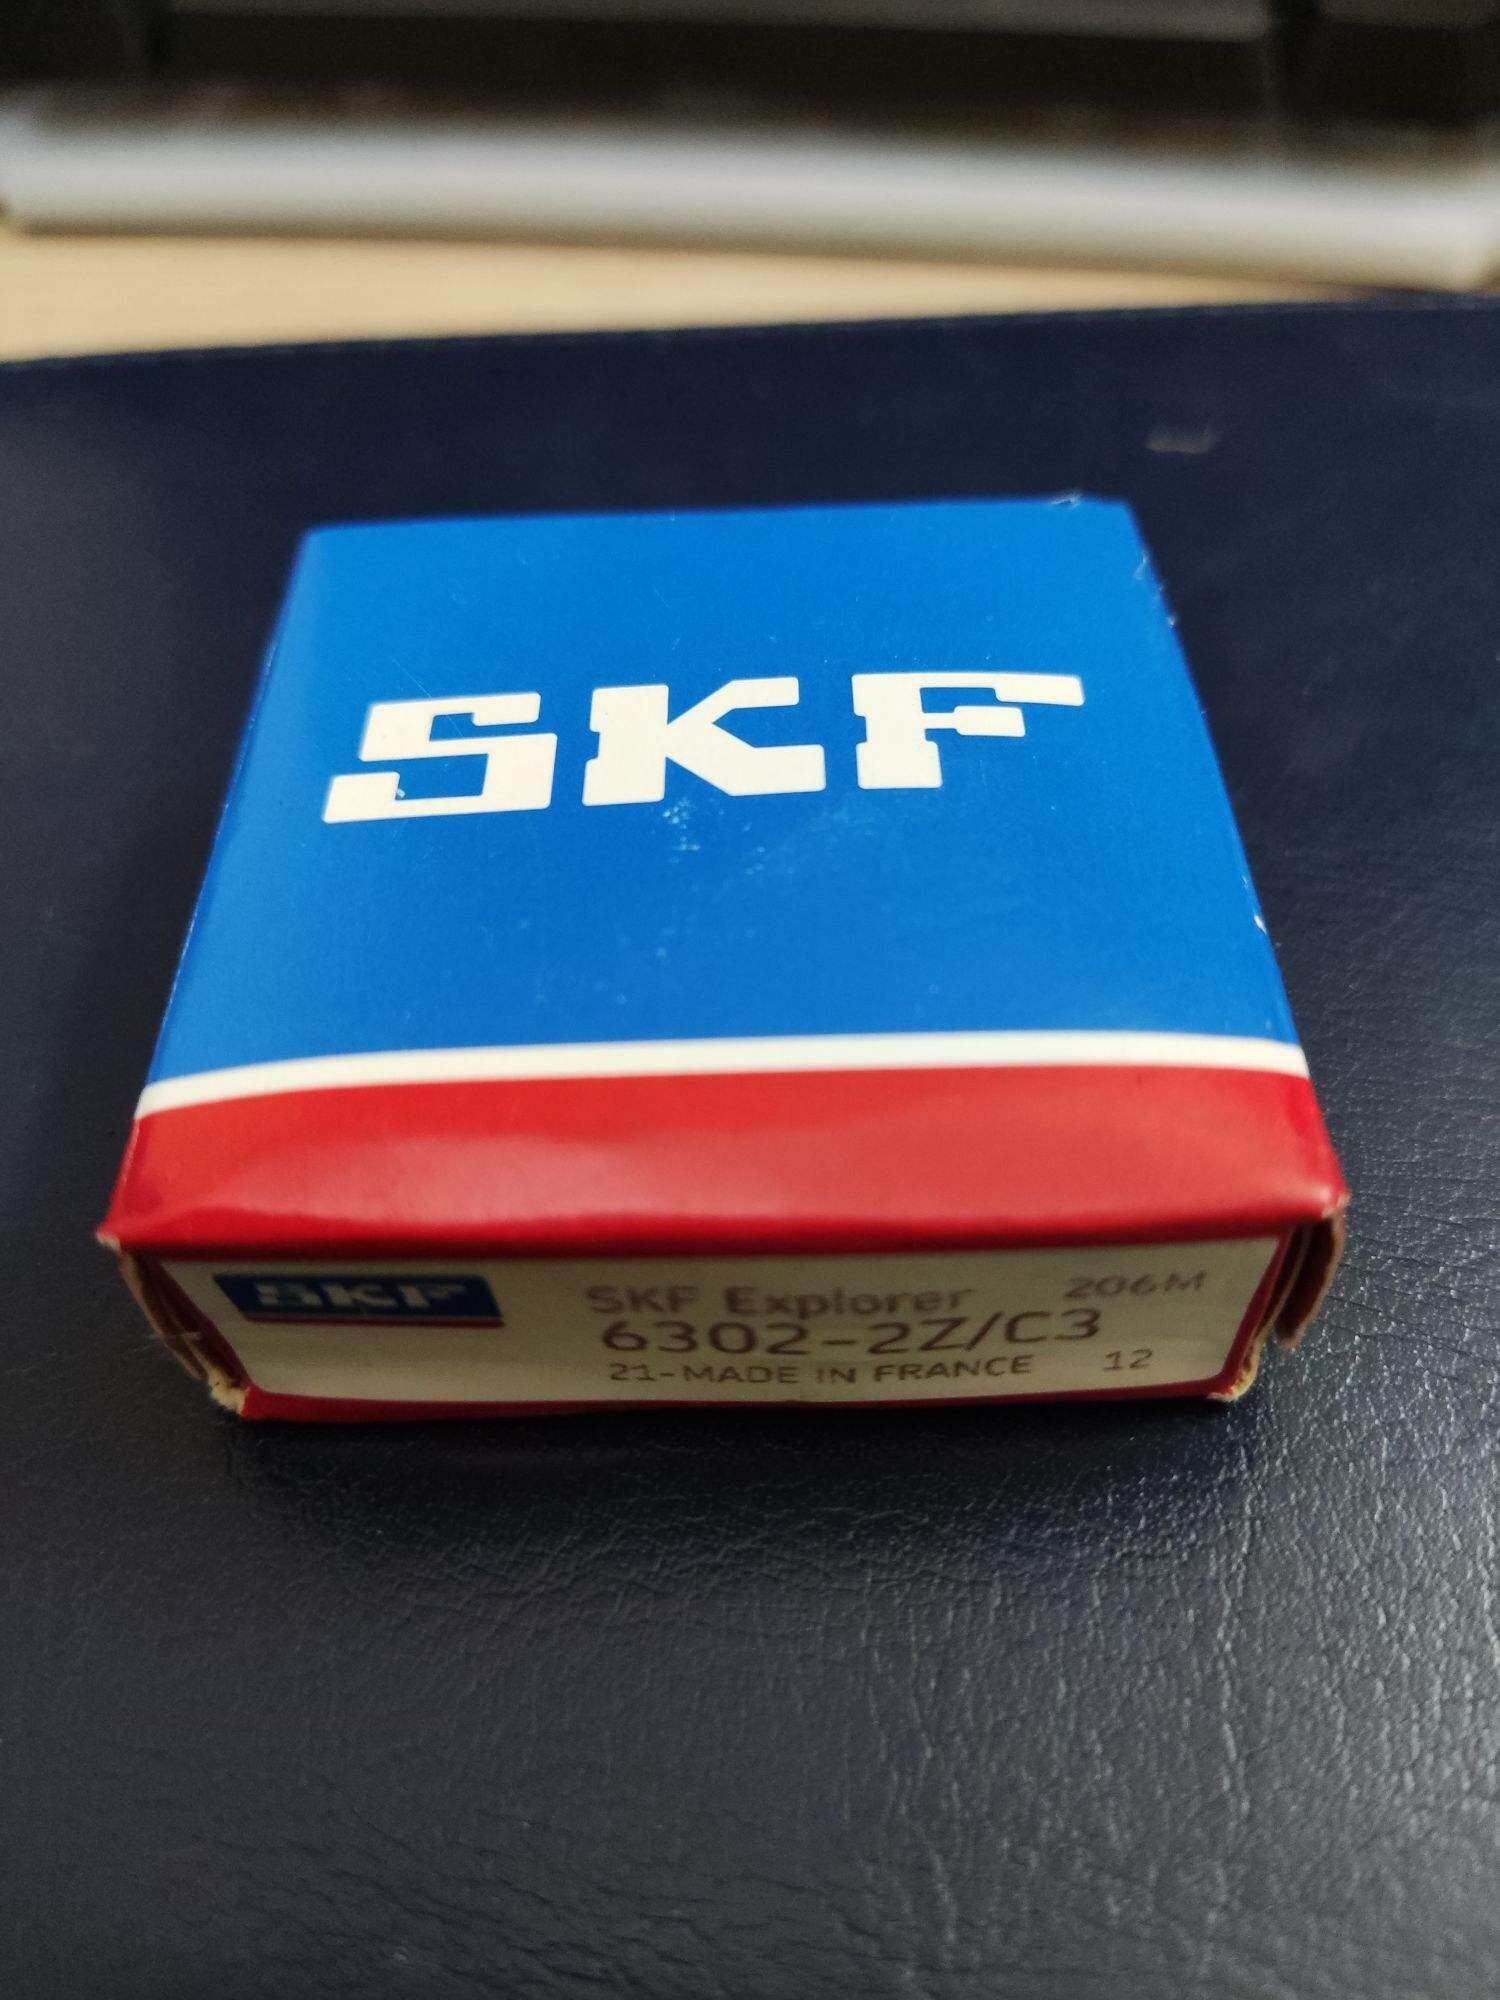 SKF
SKF
SKF Explorer 206M
6302-2Z/C3
21-MADE IN FRANCE 12